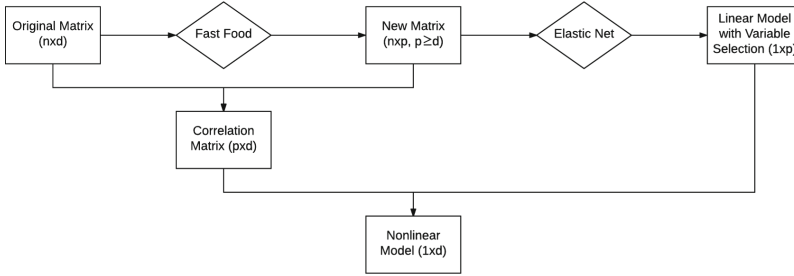 Original Matrix
(nxd)
Fast Food
New Matrix
(nxp, p≥d)
Elastic Net
Linear Model
with Variable
Selection (1xp)
Correlation
Matrix (pxd)
Nonlinear
Model (1xd)